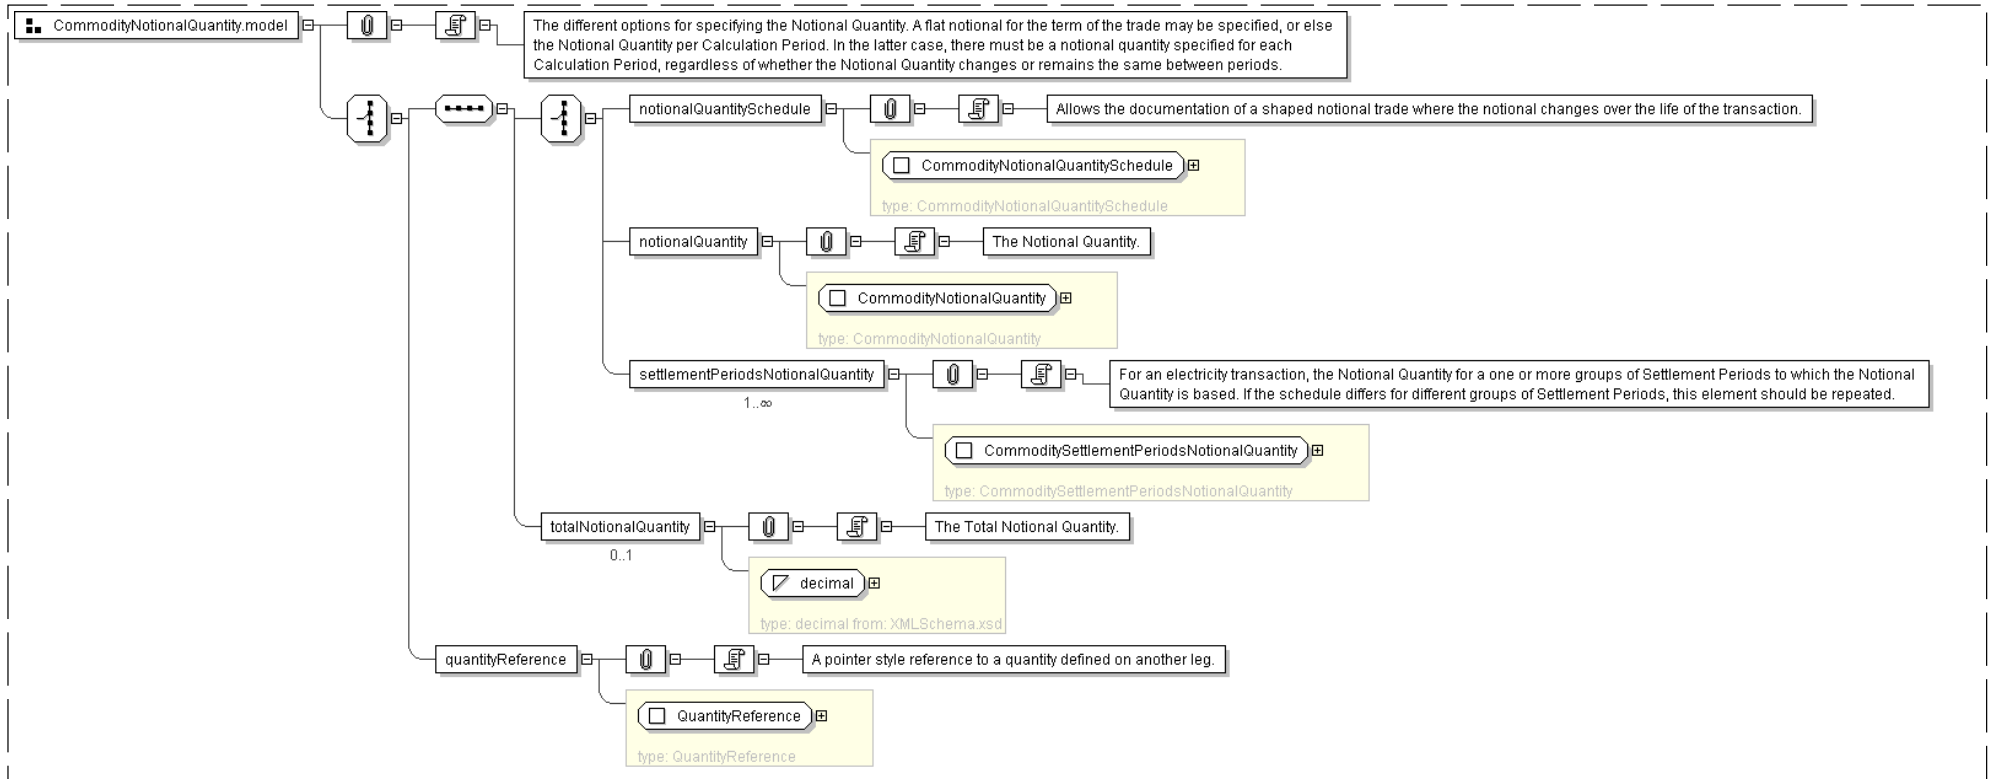 CommodityNotionalQuantity.model
The different options for specifying the Notional Quantity. A flat notional for the term of the trade may be specified, or else
the Notional Quantity per Calculation Period. In the latter case, there must be a notional quantity specified for each
Calculation Period, regardless of whether the Notional Quantity changes or remains the same between periods.
notionalQuantitySchedule
Allows the documentation of a shaped notional trade where the notional changes over the life of the transaction.
CommodityNotionalQuantitySchedule
type: CommodityNotionalQuantitySchedule
notionalQuantity
The Notional Quantity.
CommodityNotionalQuantity
type: CommodityNotionalQuantity
settlementPeriodsNotionalQuantity
1..∞
For an electricity transaction, the Notional Quantity for a one or more groups of Settlement Periods to which the Notional
Quantity is based. If the schedule differs for different groups of Settlement Periods, this element should be repeated.
CommoditySettlementPeriodsNotionalQuantity
type: CommoditySettlementPeriodsNotionalQuantity
totalNotionalQuantity
0..1
The Total Notional Quantity.
decimal
type: decimal from: XMLSchema.xsd
quantityReference
A pointer style reference to a quantity defined on another leg.
QuantityReference
type: QuantityReference